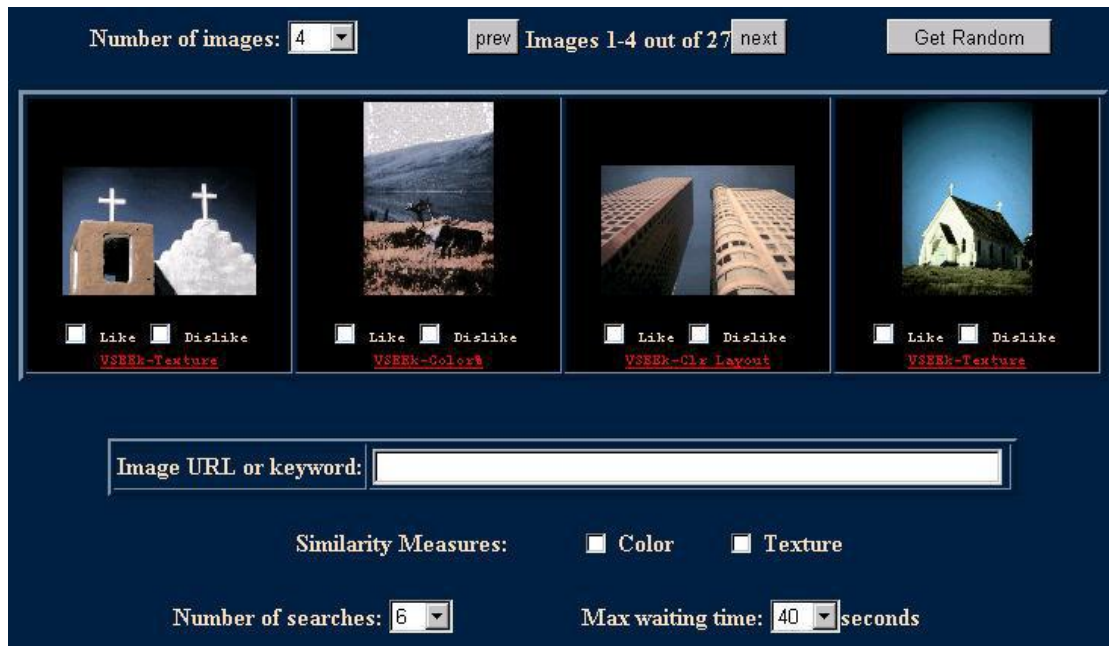 Number of images: 4 prev Images 1-4 out of 27 next Get Random
Like Dislike Like Dislike Like Dislike Like Dislike
VSEEk-Texture VSEEk-Color% VSEEk-Clr Layout VSEEk-Texture
Image URL or keyword:
Similarity Measures: Color Texture
Number of searches: 6 Max waiting time: 40 seconds